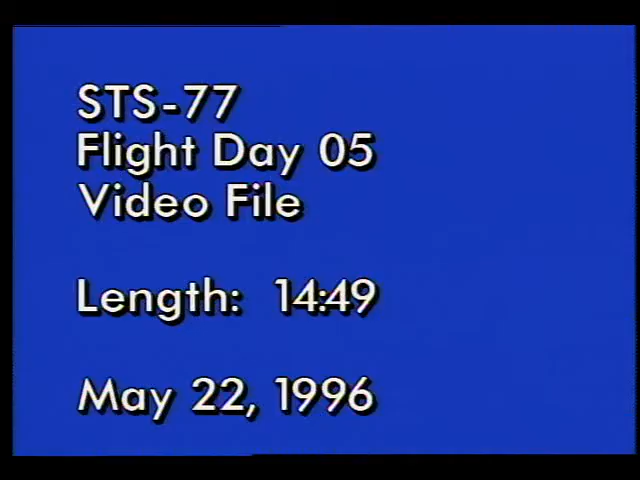 STS-77
Flight Day 05
Video File
Length: 14:49
May 22, 1996